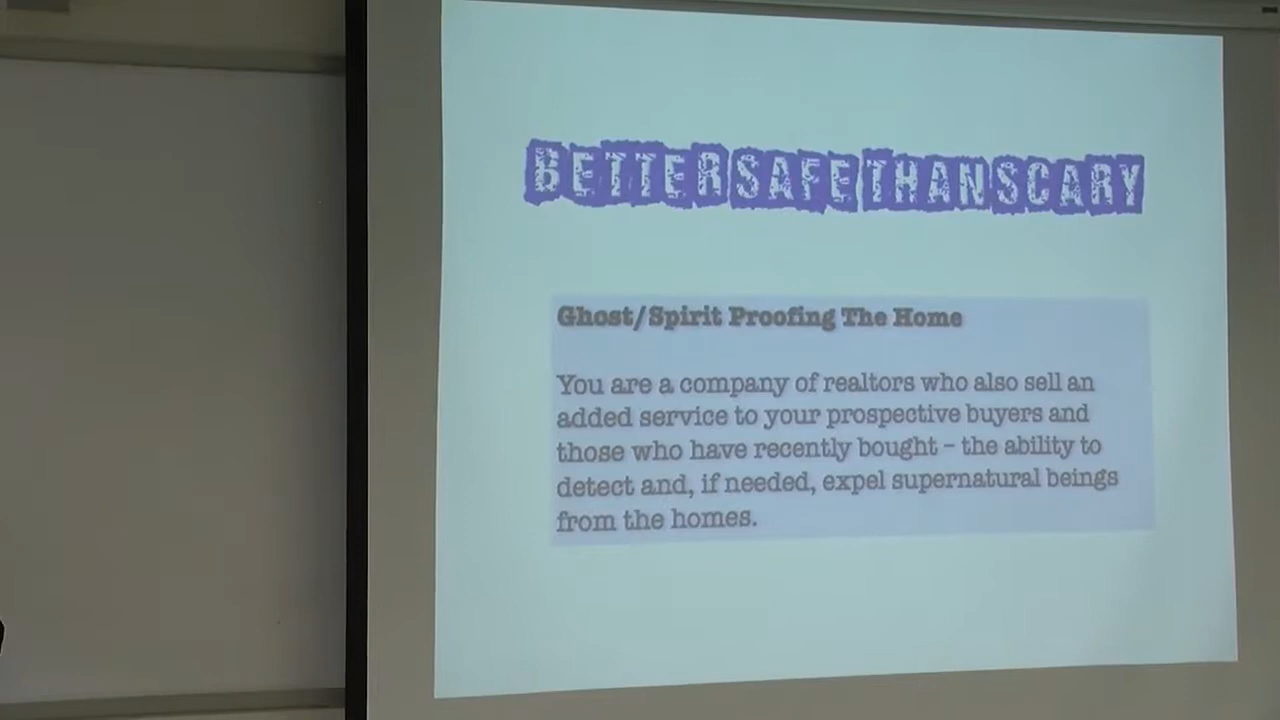 BETTER SAFE THAN SCARY
Ghost/Spirit Proofing The Home
You are a company of realtors who also sell an
added service to your prospective buyers and
those who have recently bought – the ability to
detect and, if needed, expel supernatural beings
from the homes.